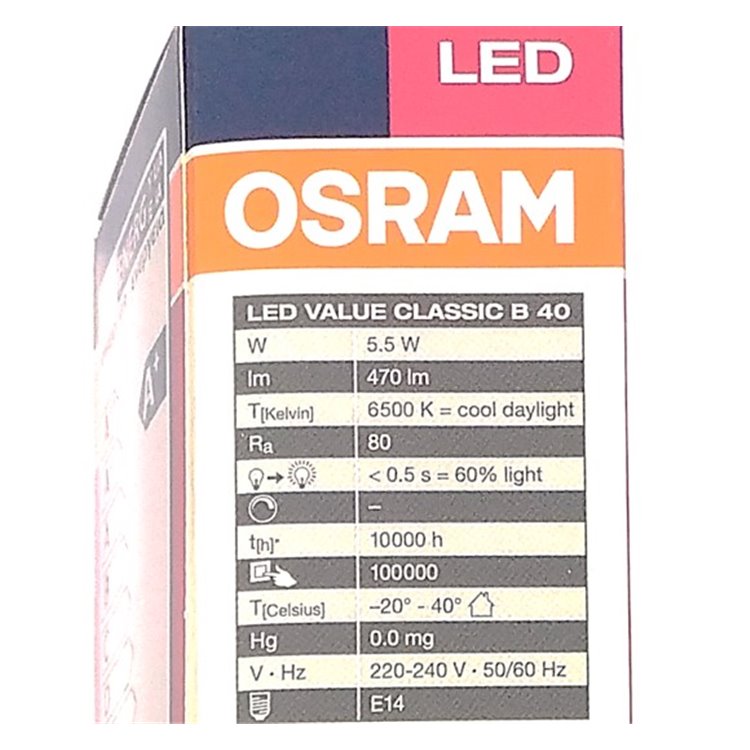 LED
OSRAM
LED VALUE CLASSIC B 40
W 5.5 W
lm 470 lm
T[Kelvin] 6500 K = cool daylight
Ra 80
< 0.5 s = 60% light
–
t[h]* 10000 h
100000
T[Celsius] –20° - 40°
Hg 0.0 mg
V · Hz 220-240 V · 50/60 Hz
E14
A+